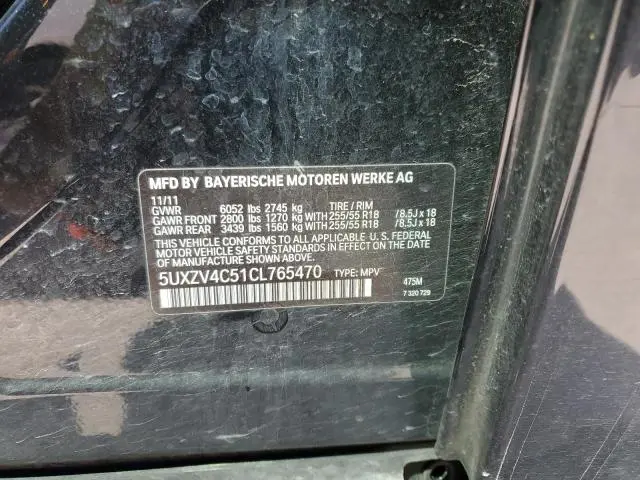 MFD BY BAYERISCHE MOTOREN WERKE AG
11/11
GVWR 6052 lbs 2745 kg TIRE / RIM
GAWR FRONT 2800 lbs 1270 kg WITH 255/55 R18 /8.5J x 18
GAWR REAR 3439 lbs 1560 kg WITH 255/55 R18 /8.5J x 18
THIS VEHICLE CONFORMS TO ALL APPLICABLE U. S. FEDERAL
MOTOR VEHICLE SAFETY STANDARDS IN EFFECT ON THE DATE
OF MANUFACTURE SHOWN ABOVE.
5UXZV4C51CL765470 TYPE: MPV
475M
7 320 729